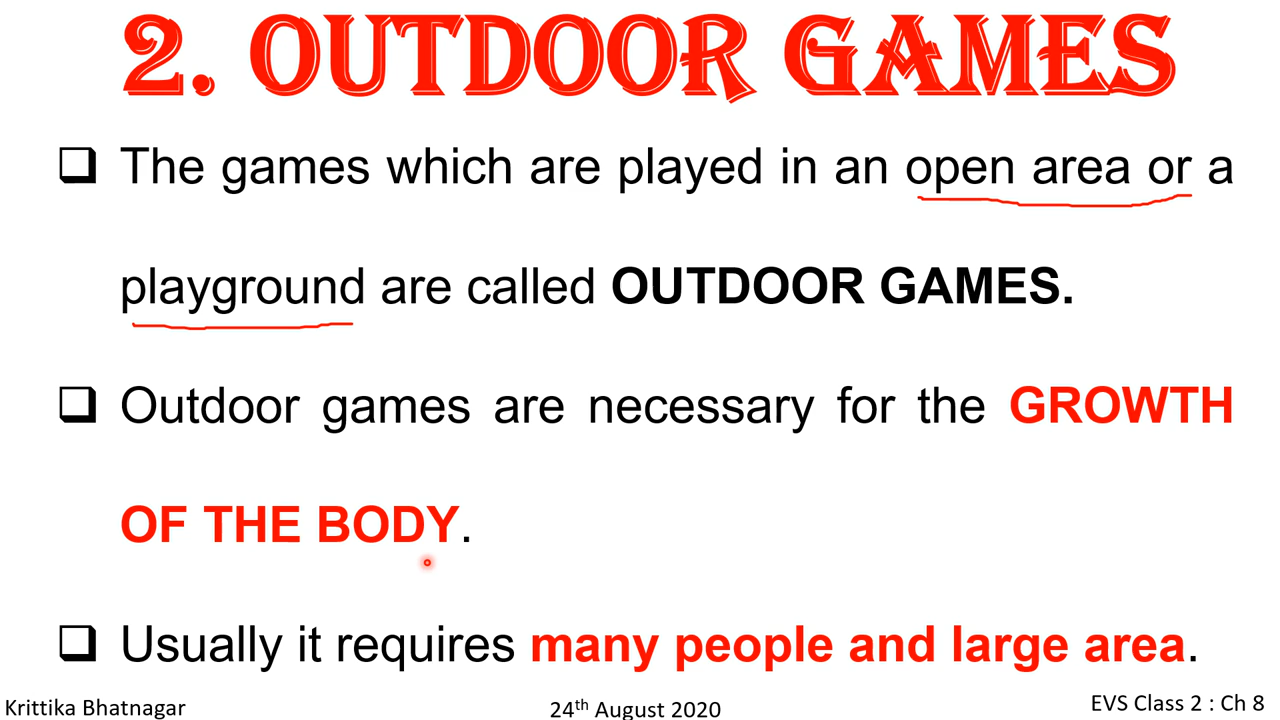 2. OUTDOOR GAMES
❑ The games which are played in an open area or a
playground are called OUTDOOR GAMES.
❑ Outdoor games are necessary for the GROWTH
OF THE BODY.
❑ Usually it requires many people and large area.
Krittika Bhatnagar
24th August 2020
EVS Class 2 : Ch 8